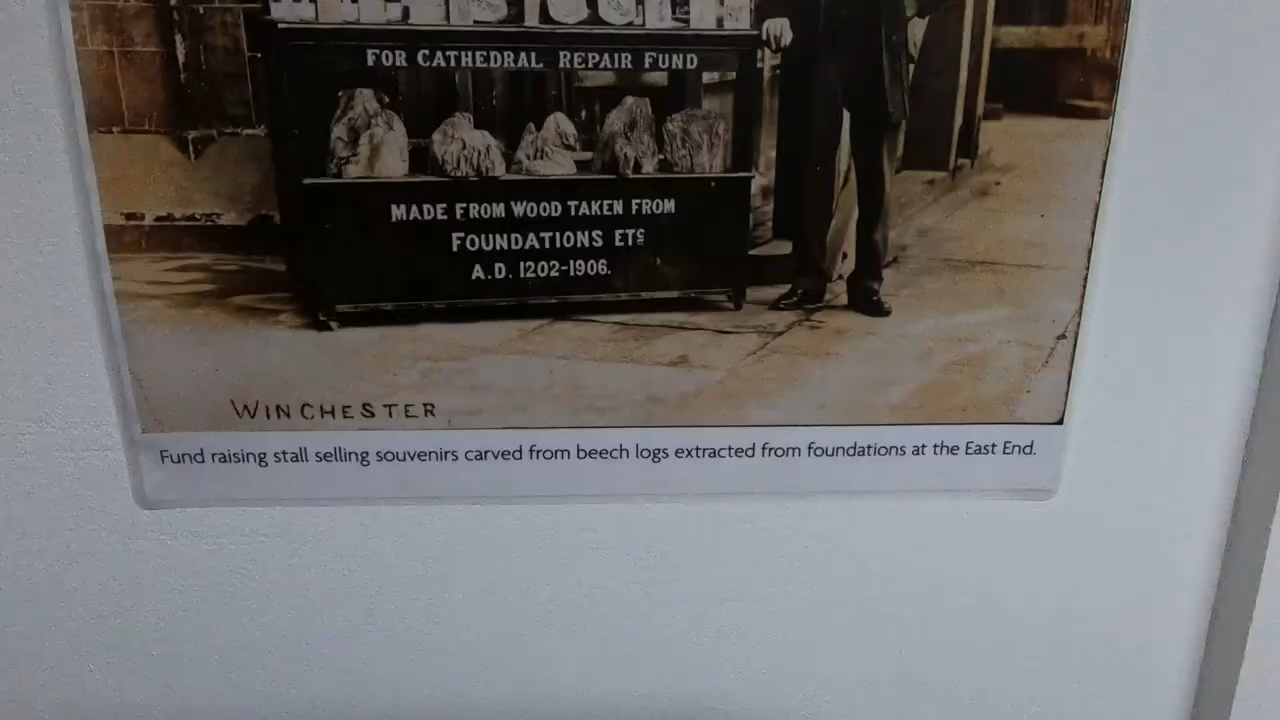 FOR CATHEDRAL REPAIR FUND
MADE FROM WOOD TAKEN FROM
FOUNDATIONS ETC
A.D. 1202-1906.
WINCHESTER
Fund raising stall selling souvenirs carved from beech logs extracted from foundations at the East End.